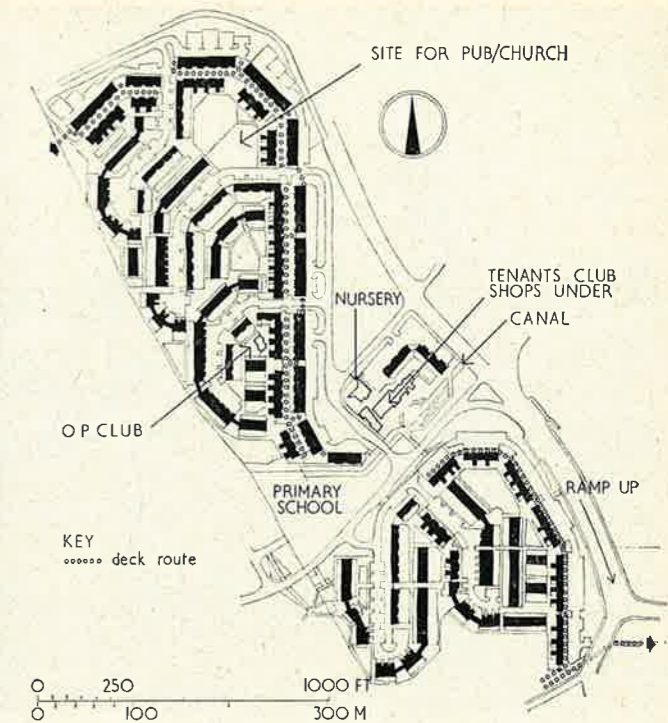 SITE FOR PUB/CHURCH
TENANTS CLUB
SHOPS UNDER
NURSERY
CANAL
O P CLUB
PRIMARY
SCHOOL
RAMP UP
KEY
deck route
0 250 1000 FT
0 100 300 M